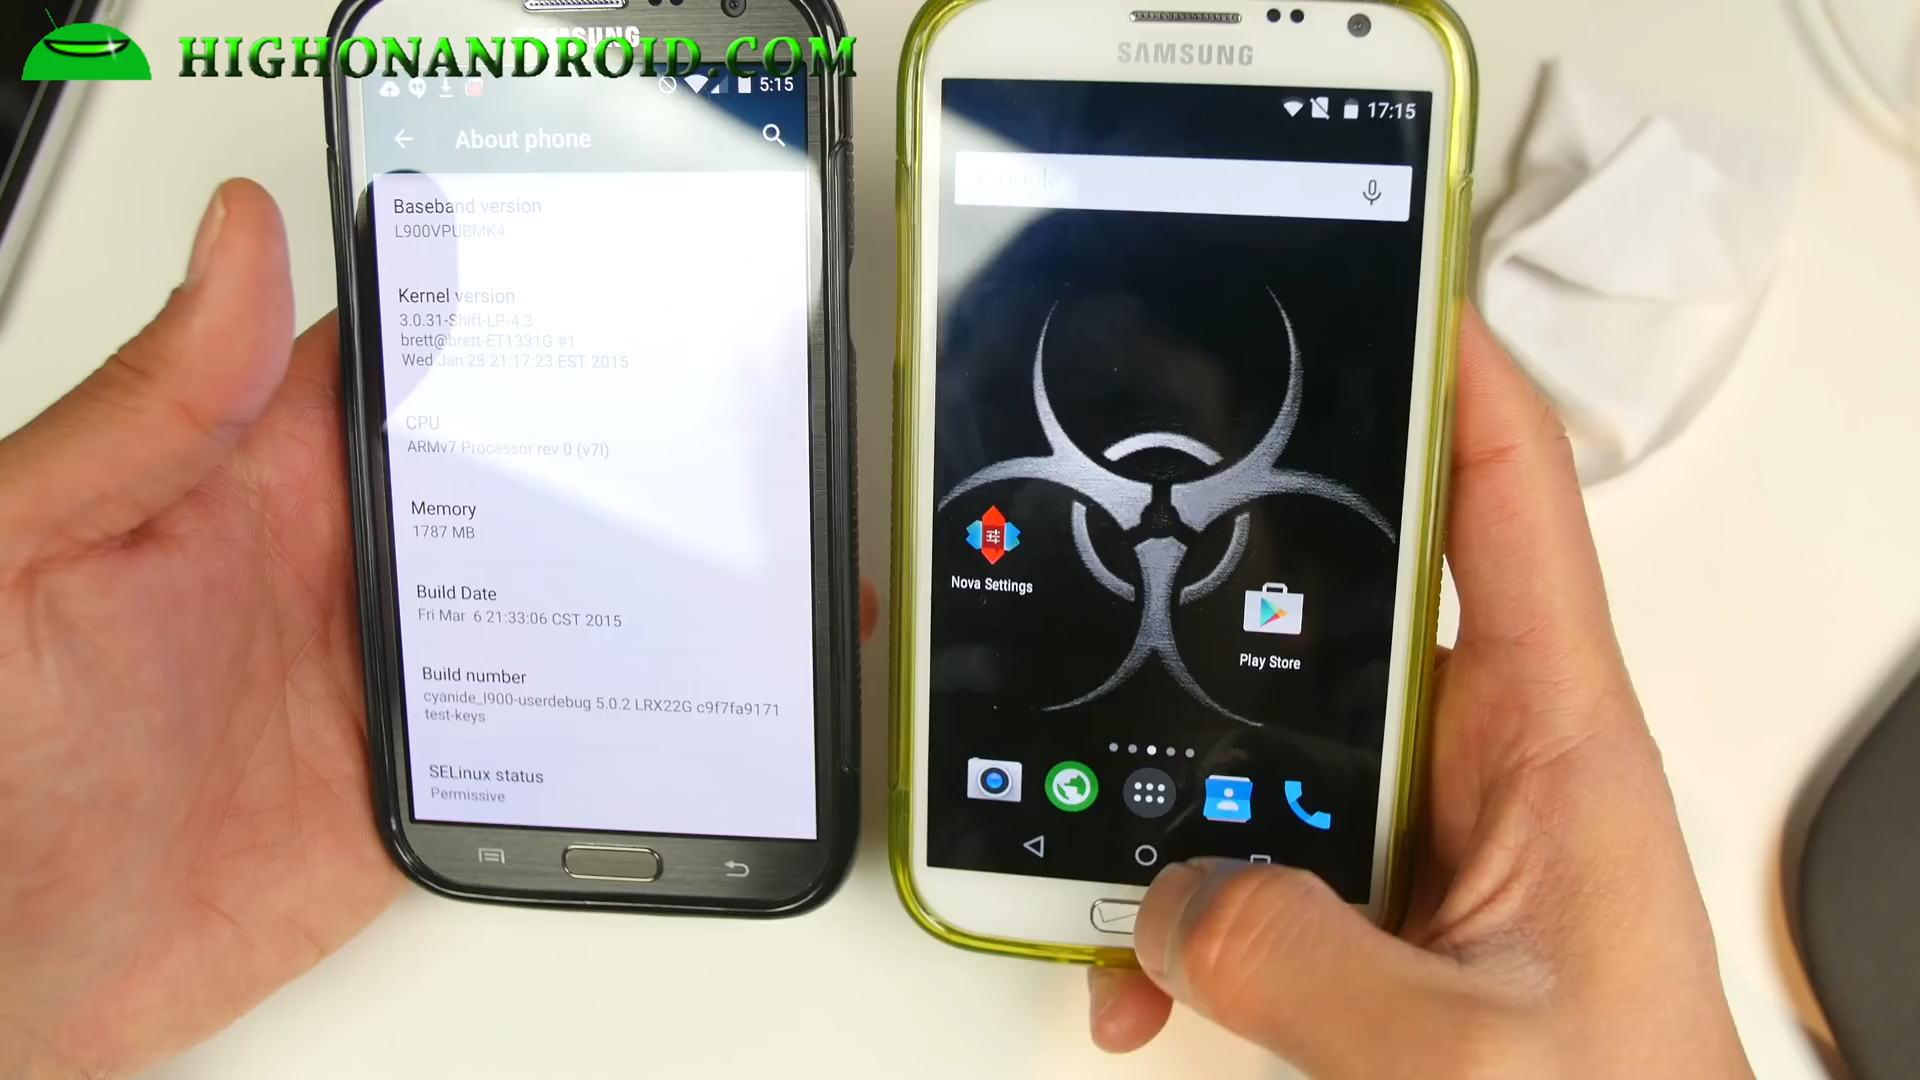 HIGHONANDROID.COM
SAMSUNG
5:15
About phone
Baseband version
L900VPUBMK4
Kernel version
3.0.31-Shift-LP-4.3
brett@brett-ET1331G #1
Wed Jan 28 21:17:23 EST 2015
CPU
ARMv7 Processor rev 0 (v7l)
Memory
1787 MB
Build Date
Fri Mar 6 21:33:06 CST 2015
Build number
cyanide_l900-userdebug 5.0.2 LRX22G c9f7fa9171
test-keys
SELinux status
Permissive
SAMSUNG
17:15
Google
Nova Settings
Play Store